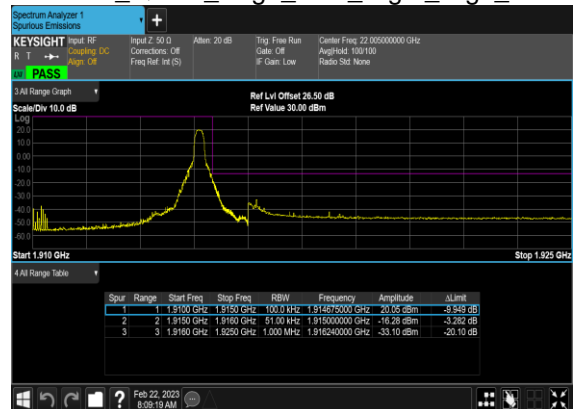 Spectrum Analyzer 1
Spurious Emissions
+
KEYSIGHT Input: RF Input Z: 50 Ω Atten: 20 dB Trig: Free Run Center Freq: 22.005000000 GHz
R T Coupling: DC Corrections: Off Gate: Off Avg|Hold: 100/100
Align: Off Freq Ref: Int (S) IF Gain: Low Radio Std: None
PASS
3 All Range Graph
Ref Lvl Offset 26.50 dB
Scale/Div 10.0 dB Ref Value 30.00 dBm
Log
20.0
10.0
0.00
-10.0
-20.0
-30.0
-40.0
-50.0
-60.0
Start 1.910 GHz Stop 1.925 GHz
4 All Range Table
Spur Range Start Freq Stop Freq RBW Frequency Amplitude ΔLimit
1 1 1.9100 GHz 1.9150 GHz 100.0 kHz 1.914675000 GHz 20.05 dBm -9.949 dB
2 2 1.9150 GHz 1.9160 GHz 51.00 kHz 1.915000000 GHz -16.28 dBm -3.282 dB
3 3 1.9160 GHz 1.9250 GHz 1.000 MHz 1.916240000 GHz -33.10 dBm -20.10 dB
? Feb 22, 2023
8:09:19 AM